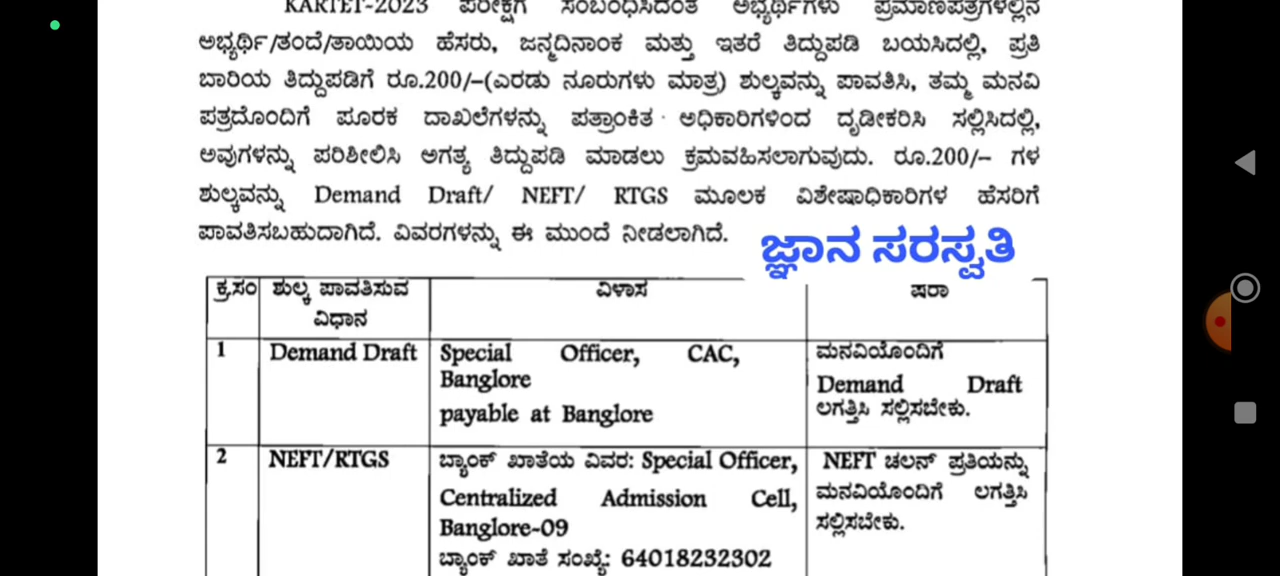 KARTET-2023 ಪರೀಕ್ಷೆಗೆ ಸಂಬಂಧಿಸಿದಂತೆ ಅಭ್ಯರ್ಥಿಗಳು ಪ್ರಮಾಣಪತ್ರಗಳಲ್ಲಿನ
ಅಭ್ಯರ್ಥಿ/ತಂದೆ/ತಾಯಿಯ ಹೆಸರು, ಜನ್ಮದಿನಾಂಕ ಮತ್ತು ಇತರೆ ತಿದ್ದುಪಡಿ ಬಯಸಿದಲ್ಲಿ, ಪ್ರತಿ
ಬಾರಿಯ ತಿದ್ದುಪಡಿಗೆ ರೂ.200/-(ಎರಡು ನೂರುಗಳು ಮಾತ್ರ) ಶುಲ್ಕವನ್ನು ಪಾವತಿಸಿ, ತಮ್ಮ ಮನವಿ
ಪತ್ರದೊಂದಿಗೆ ಪೂರಕ ದಾಖಲೆಗಳನ್ನು ಪತ್ರಾಂಕಿತ ಅಧಿಕಾರಿಗಳಿಂದ ದೃಢೀಕರಿಸಿ ಸಲ್ಲಿಸಿದಲ್ಲಿ,
ಅವುಗಳನ್ನು ಪರಿಶೀಲಿಸಿ ಅಗತ್ಯ ತಿದ್ದುಪಡಿ ಮಾಡಲು ಕ್ರಮವಹಿಸಲಾಗುವುದು. ರೂ.200/- ಗಳ
ಶುಲ್ಕವನ್ನು Demand Draft/ NEFT/ RTGS ಮೂಲಕ ವಿಶೇಷಾಧಿಕಾರಿಗಳ ಹೆಸರಿಗೆ
ಪಾವತಿಸಬಹುದಾಗಿದೆ. ವಿವರಗಳನ್ನು ಈ ಮುಂದೆ ನೀಡಲಾಗಿದೆ.
ಜ್ಞಾನ ಸರಸ್ವತಿ
ಕ್ರ.ಸಂ ಶುಲ್ಕ ಪಾವತಿಸುವ ವಿಳಾಸ ಷರಾ
ವಿಧಾನ
1 Demand Draft Special Officer, CAC, ಮನವಿಯೊಂದಿಗೆ
Banglore Demand Draft
payable at Banglore ಲಗತ್ತಿಸಿ ಸಲ್ಲಿಸಬೇಕು.
2 NEFT/RTGS ಬ್ಯಾಂಕ್ ಖಾತೆಯ ವಿವರ: Special Officer, NEFT ಚಲನ್ ಪ್ರತಿಯನ್ನು
Centralized Admission Cell, ಮನವಿಯೊಂದಿಗೆ ಲಗತ್ತಿಸಿ
Banglore-09 ಸಲ್ಲಿಸಬೇಕು.
ಬ್ಯಾಂಕ್ ಖಾತೆ ಸಂಖ್ಯೆ: 64018232302